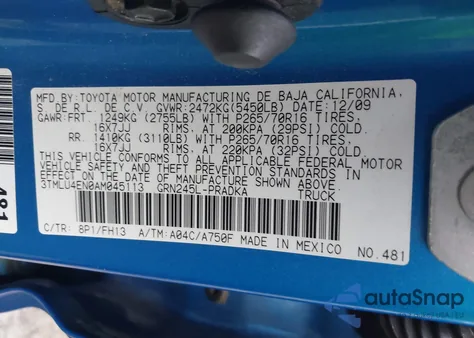 MFD.BY:TOYOTA MOTOR MANUFACTURING DE BAJA CALIFORNIA,
S. DE R.L. DE C.V. GVWR:2472KG(5450LB) DATE:12/09
GAWR:FRT. 1249KG (2755LB) WITH P265/70R16 TIRES.
16X7JJ RIMS. AT 200KPA (29PSI) COLD.
RR 1410KG (3110LB) WITH P265/70R16 TIRES.
16X7JJ RIMS. AT 220KPA (32PSI) COLD.
THIS VEHICLE CONFORMS TO ALL APPLICABLE FEDERAL MOTOR
VEHICLE SAFETY AND THEFT PREVENTION STANDARDS IN
EFFECT ON THE DATE OF MANUFACTURE SHOWN ABOVE.
3TMLU4EN0AM045113 GRN245L-PRADKA TRUCK
C/TR: 8P1/FH13 A/TM:A04C/A750F MADE IN MEXICO NO.481
481
autoSnap